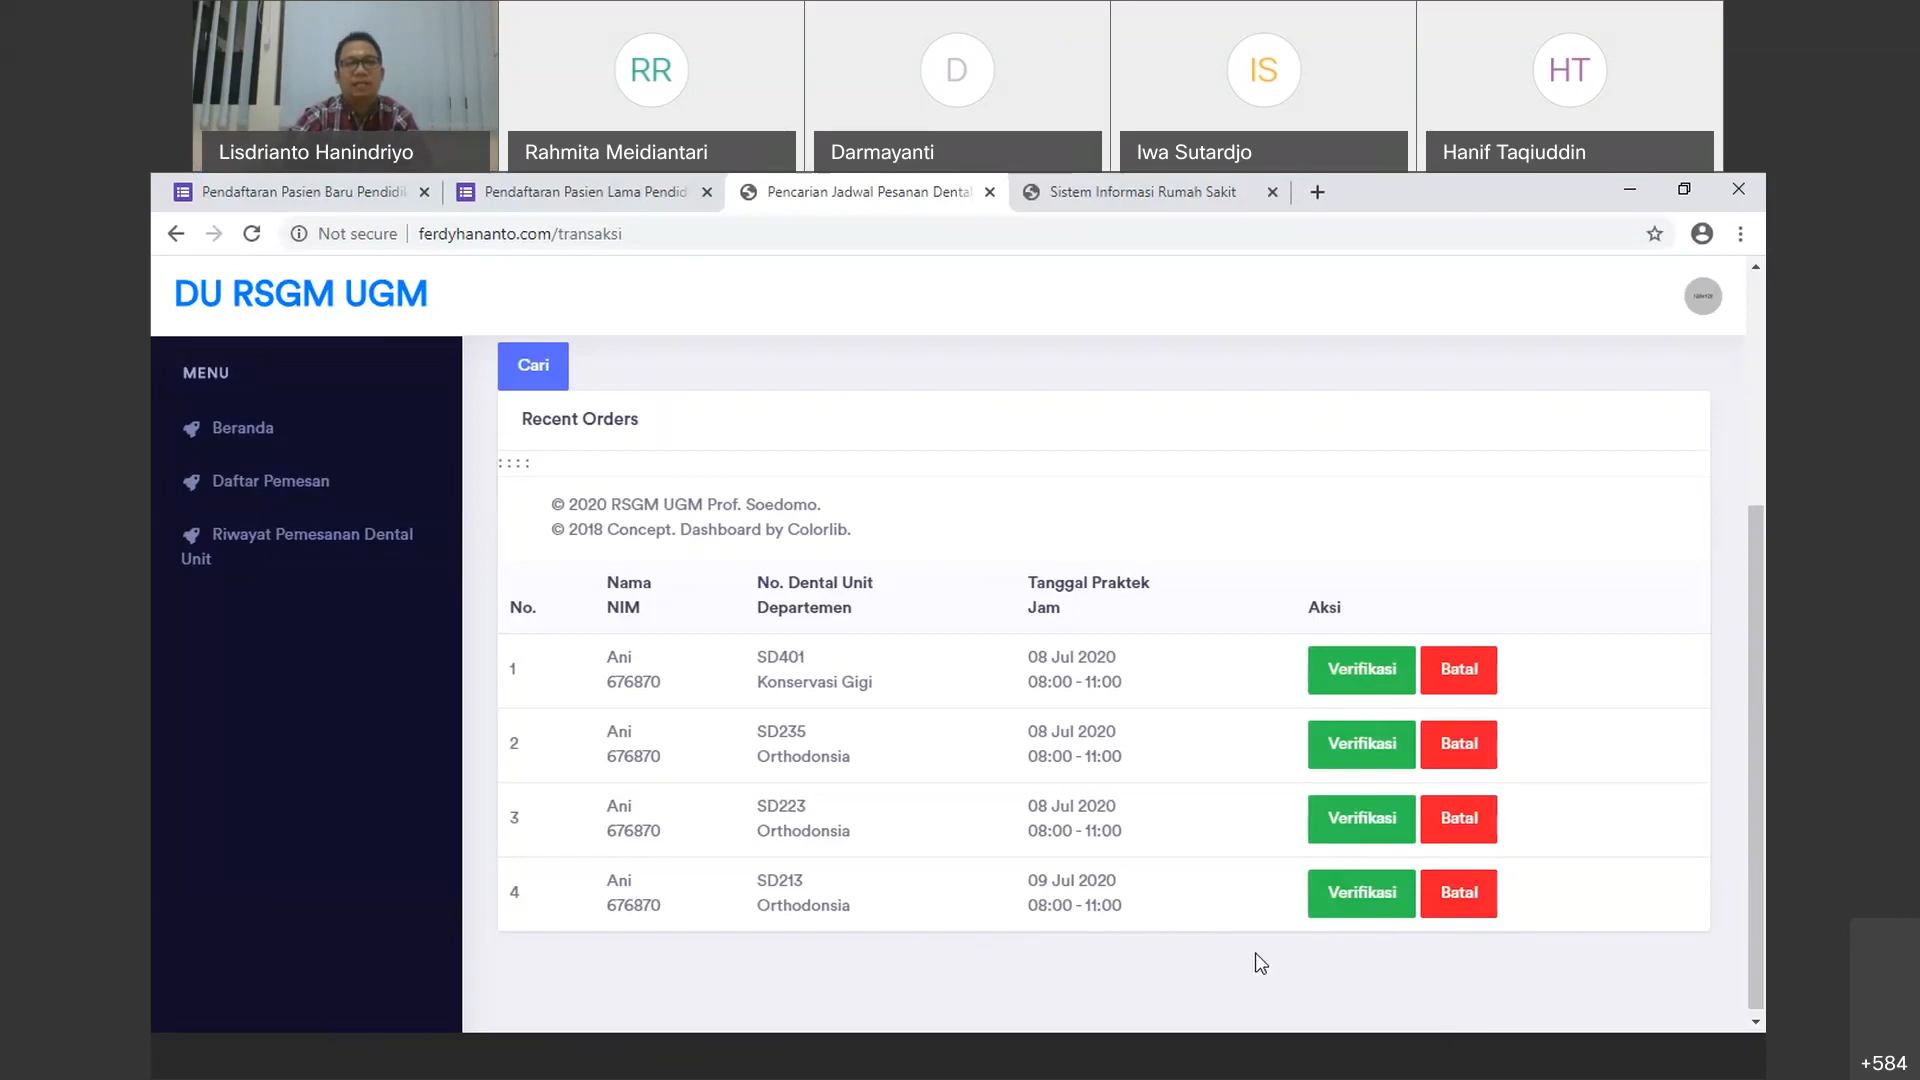 RR
D
IS
HT
Lisdrianto Hanindriyo
Rahmita Meidiantari
Darmayanti
Iwa Sutardjo
Hanif Taqiuddin
Pendaftaran Pasien Baru Pendidi
Pendaftaran Pasien Lama Pendid
Pencarian Jadwal Pesanan Denta
Sistem Informasi Rumah Sakit
Not secure
ferdyhananto.com/transaksi
DU RSGM UGM
MENU
Beranda
Daftar Pemesan
Riwayat Pemesanan Dental
Unit
Cari
Recent Orders
: : : :
© 2020 RSGM UGM Prof. Soedomo.
© 2018 Concept. Dashboard by Colorlib.
No. Nama NIM No. Dental Unit Departemen Tanggal Praktek Jam Aksi
1 Ani SD401 08 Jul 2020 Verifikasi Batal
676870 Konservasi Gigi 08:00 - 11:00
2 Ani SD235 08 Jul 2020 Verifikasi Batal
676870 Orthodonsia 08:00 - 11:00
3 Ani SD223 08 Jul 2020 Verifikasi Batal
676870 Orthodonsia 08:00 - 11:00
4 Ani SD213 09 Jul 2020 Verifikasi Batal
676870 Orthodonsia 08:00 - 11:00
+584